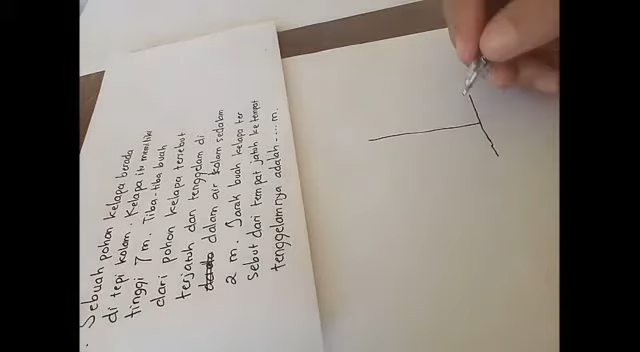 . Sebuah pohon kelapa berada
di tepi kolam. Kelapa itu memiliki
tinggi 7 m. Tiba-tiba buah
dari pohon kelapa tersebut
terjatuh dan tenggelam di
dalam air kolam sedalam
2 m. Jarak buah kelapa ter
sebut dari tempat jatuh ke tempat
tenggelamnya adalah .... m.